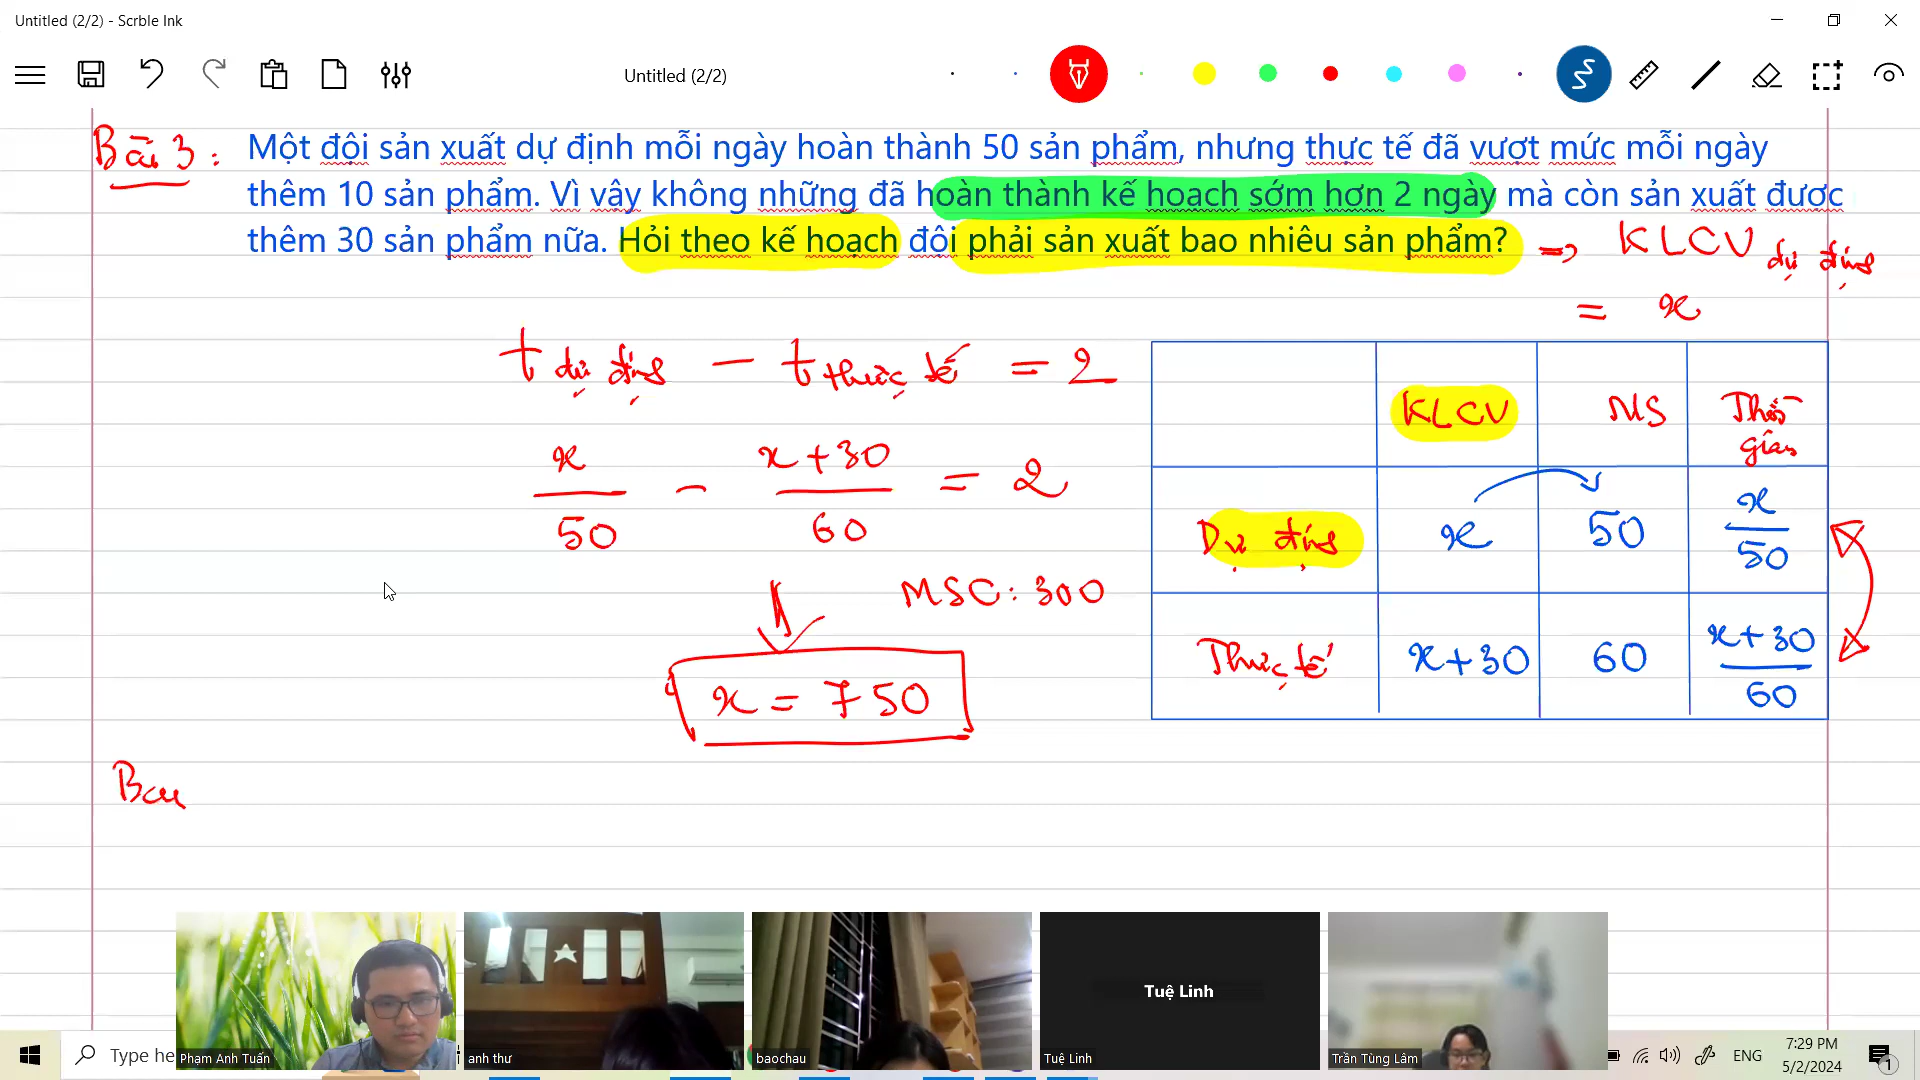 Untitled (2/2) - Scrble Ink
Untitled (2/2)
Bài 3 :
Một đội sản xuất dự định mỗi ngày hoàn thành 50 sản phẩm, nhưng thực tế đã vượt mức mỗi ngày
thêm 10 sản phẩm. Vì vậy không những đã hoàn thành kế hoạch sớm hơn 2 ngày mà còn sản xuất được
thêm 30 sản phẩm nữa. Hỏi theo kế hoạch đội phải sản xuất bao nhiêu sản phẩm?
=> KLCV dự định
= x
t dự định - t thực tế = 2
x/50 - (x+30)/60 = 2
MSC: 300
x = 750
KLCV NS Thời gian
Dự định x 50 x/50
Thực tế x+30 60 (x+30)/60
Bai
Tuệ Linh
Phạm Anh Tuấn
anh thư
baochau
Tuệ Linh
Trần Tùng Lâm
Type he
ENG
7:29 PM
5/2/2024
1